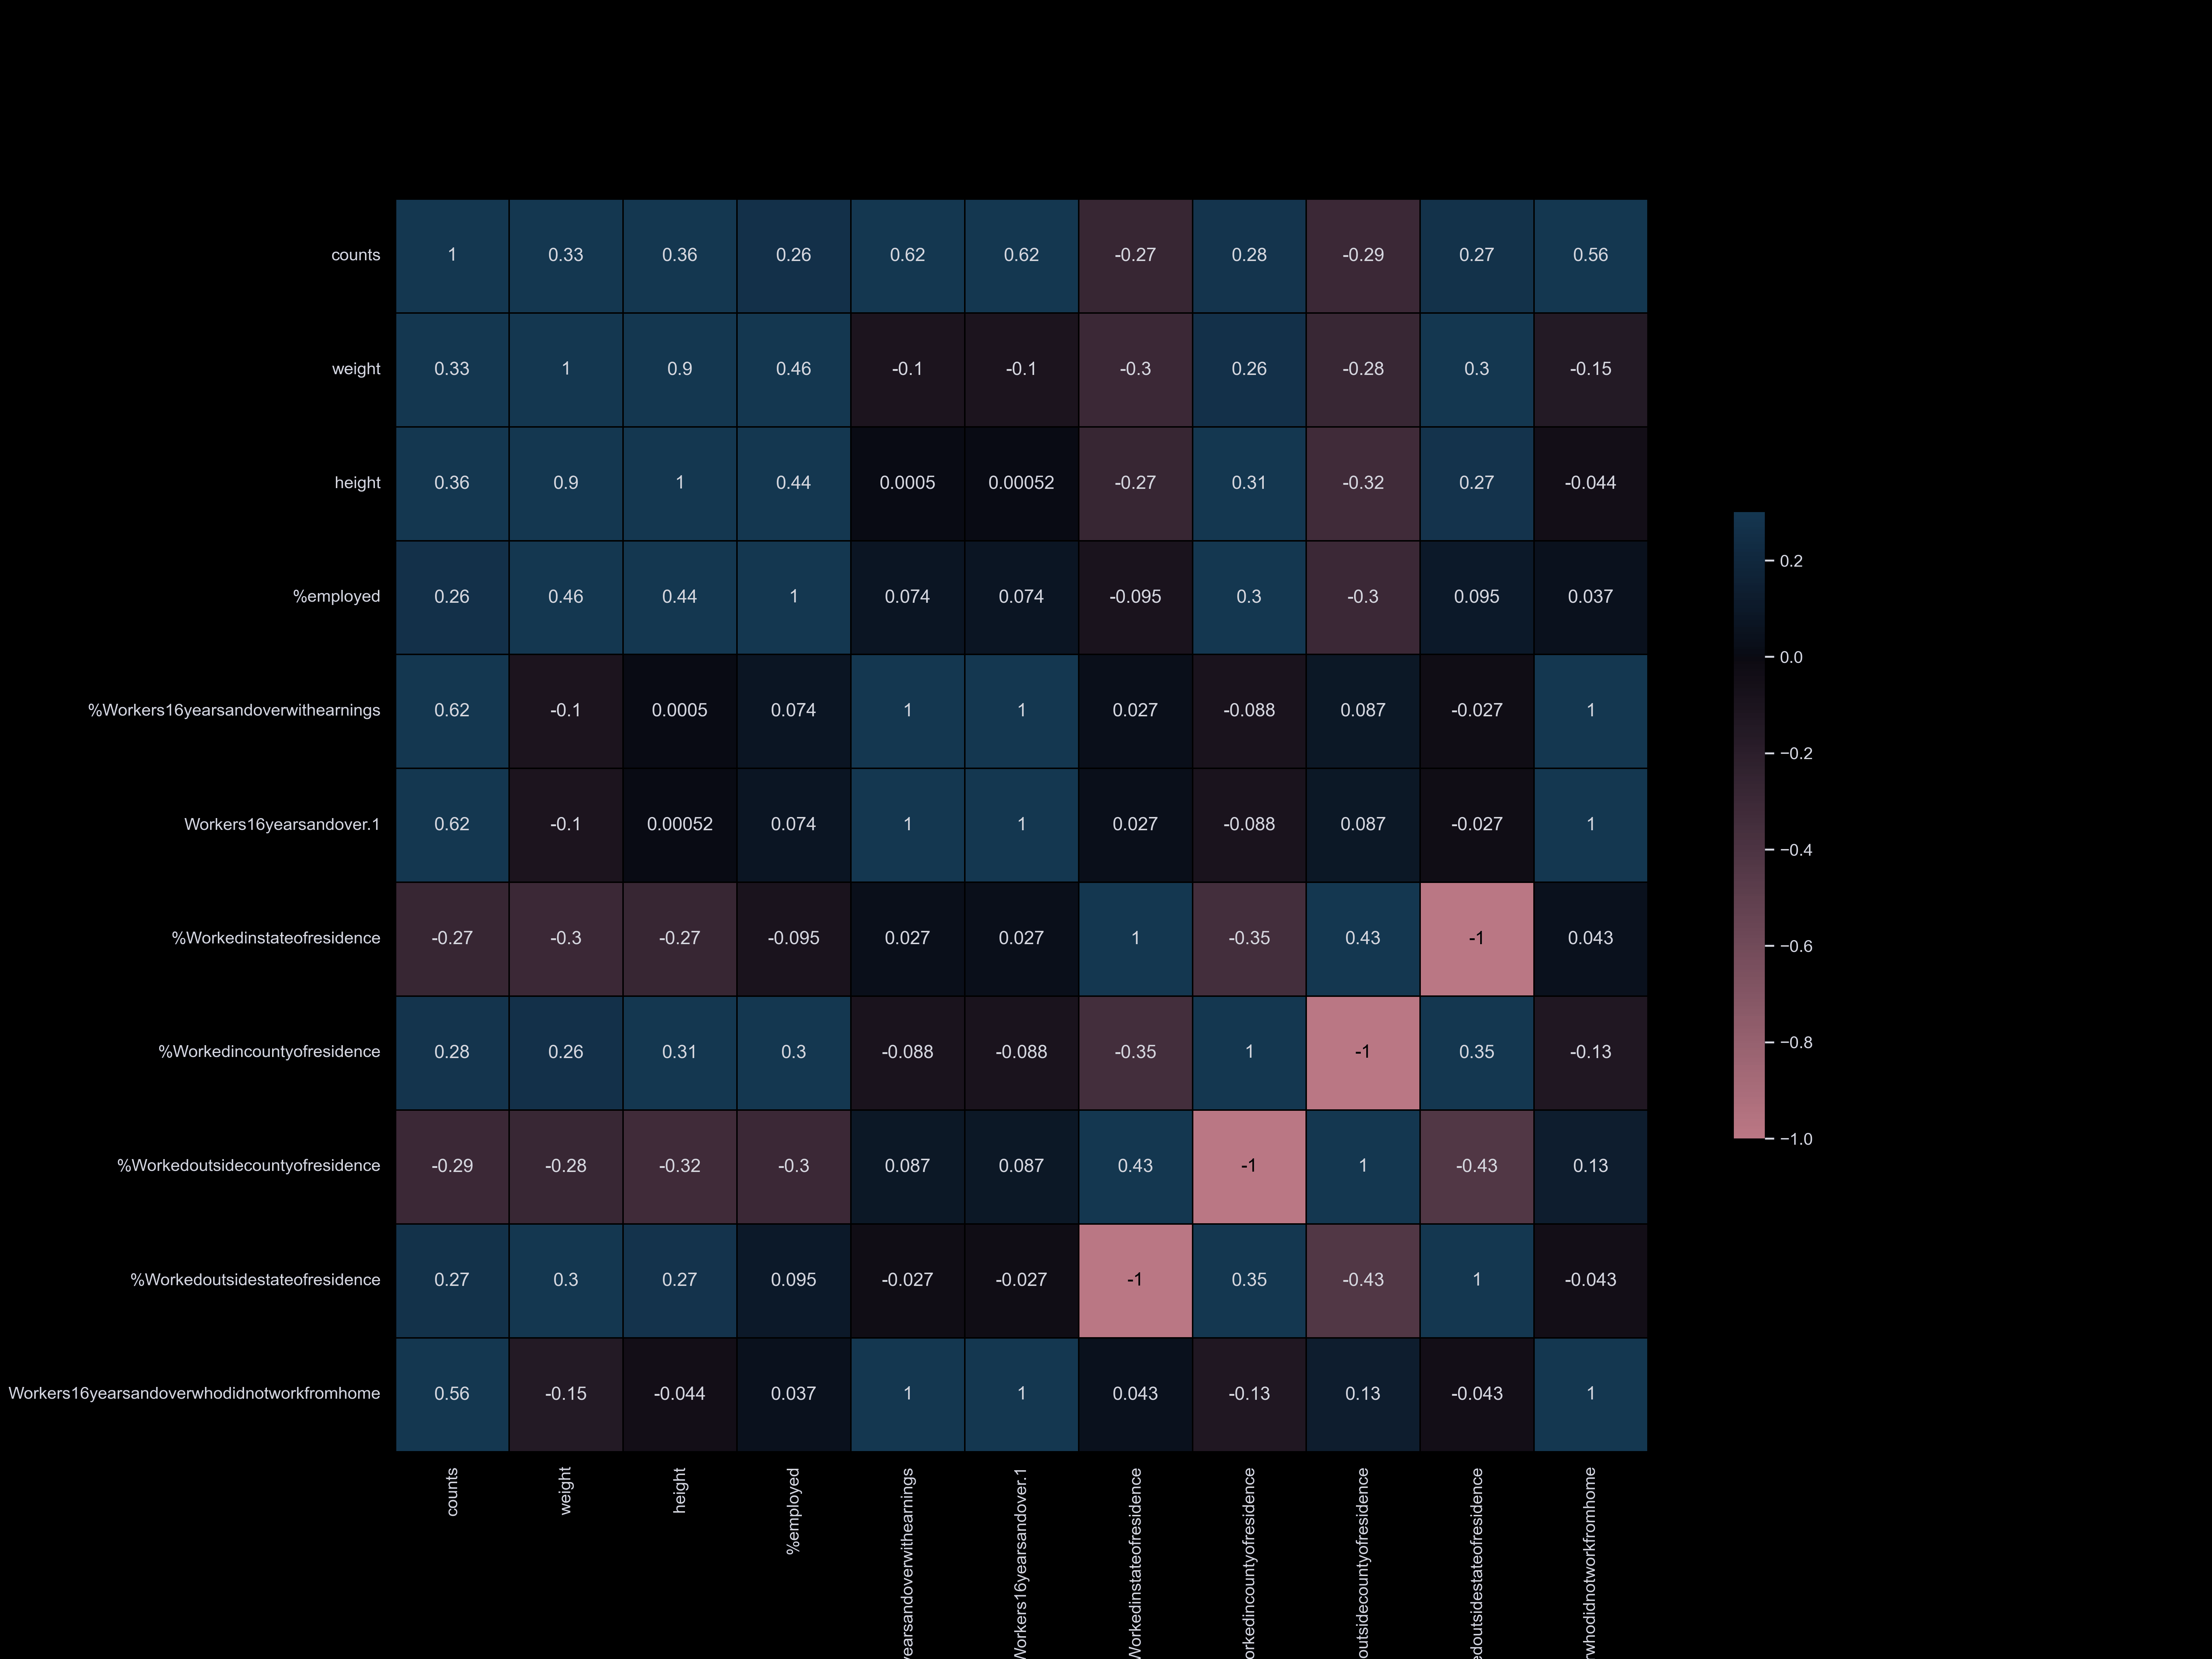 counts 1 0.33 0.36 0.26 0.62 0.62 -0.27 0.28 -0.29 0.27 0.56
weight 0.33 1 0.9 0.46 -0.1 -0.1 -0.3 0.26 -0.28 0.3 -0.15
height 0.36 0.9 1 0.44 0.0005 0.00052 -0.27 0.31 -0.32 0.27 -0.044
%employed 0.26 0.46 0.44 1 0.074 0.074 -0.095 0.3 -0.3 0.095 0.037
%Workers16yearsandoverwithearnings 0.62 -0.1 0.0005 0.074 1 1 0.027 -0.088 0.087 -0.027 1
Workers16yearsandover.1 0.62 -0.1 0.00052 0.074 1 1 0.027 -0.088 0.087 -0.027 1
%Workedinstateofresidence -0.27 -0.3 -0.27 -0.095 0.027 0.027 1 -0.35 0.43 -1 0.043
%Workedincountyofresidence 0.28 0.26 0.31 0.3 -0.088 -0.088 -0.35 1 -1 0.35 -0.13
%Workedoutsidecountyofresidence -0.29 -0.28 -0.32 -0.3 0.087 0.087 0.43 -1 1 -0.43 0.13
%Workedoutsidestateofresidence 0.27 0.3 0.27 0.095 -0.027 -0.027 -1 0.35 -0.43 1 -0.043
Workers16yearsandoverwhodidnotworkfromhome 0.56 -0.15 -0.044 0.037 1 1 0.043 -0.13 0.13 -0.043 1
counts
weight
height
%employed
yearsandoverwithearnings
Workers16yearsandover.1
Workedinstateofresidence
orkedincountyofresidence
outsidecountyofresidence
edoutsidestateofresidence
rwhodidnotworkfromhome
0.2
0.0
−0.2
−0.4
−0.6
−0.8
−1.0